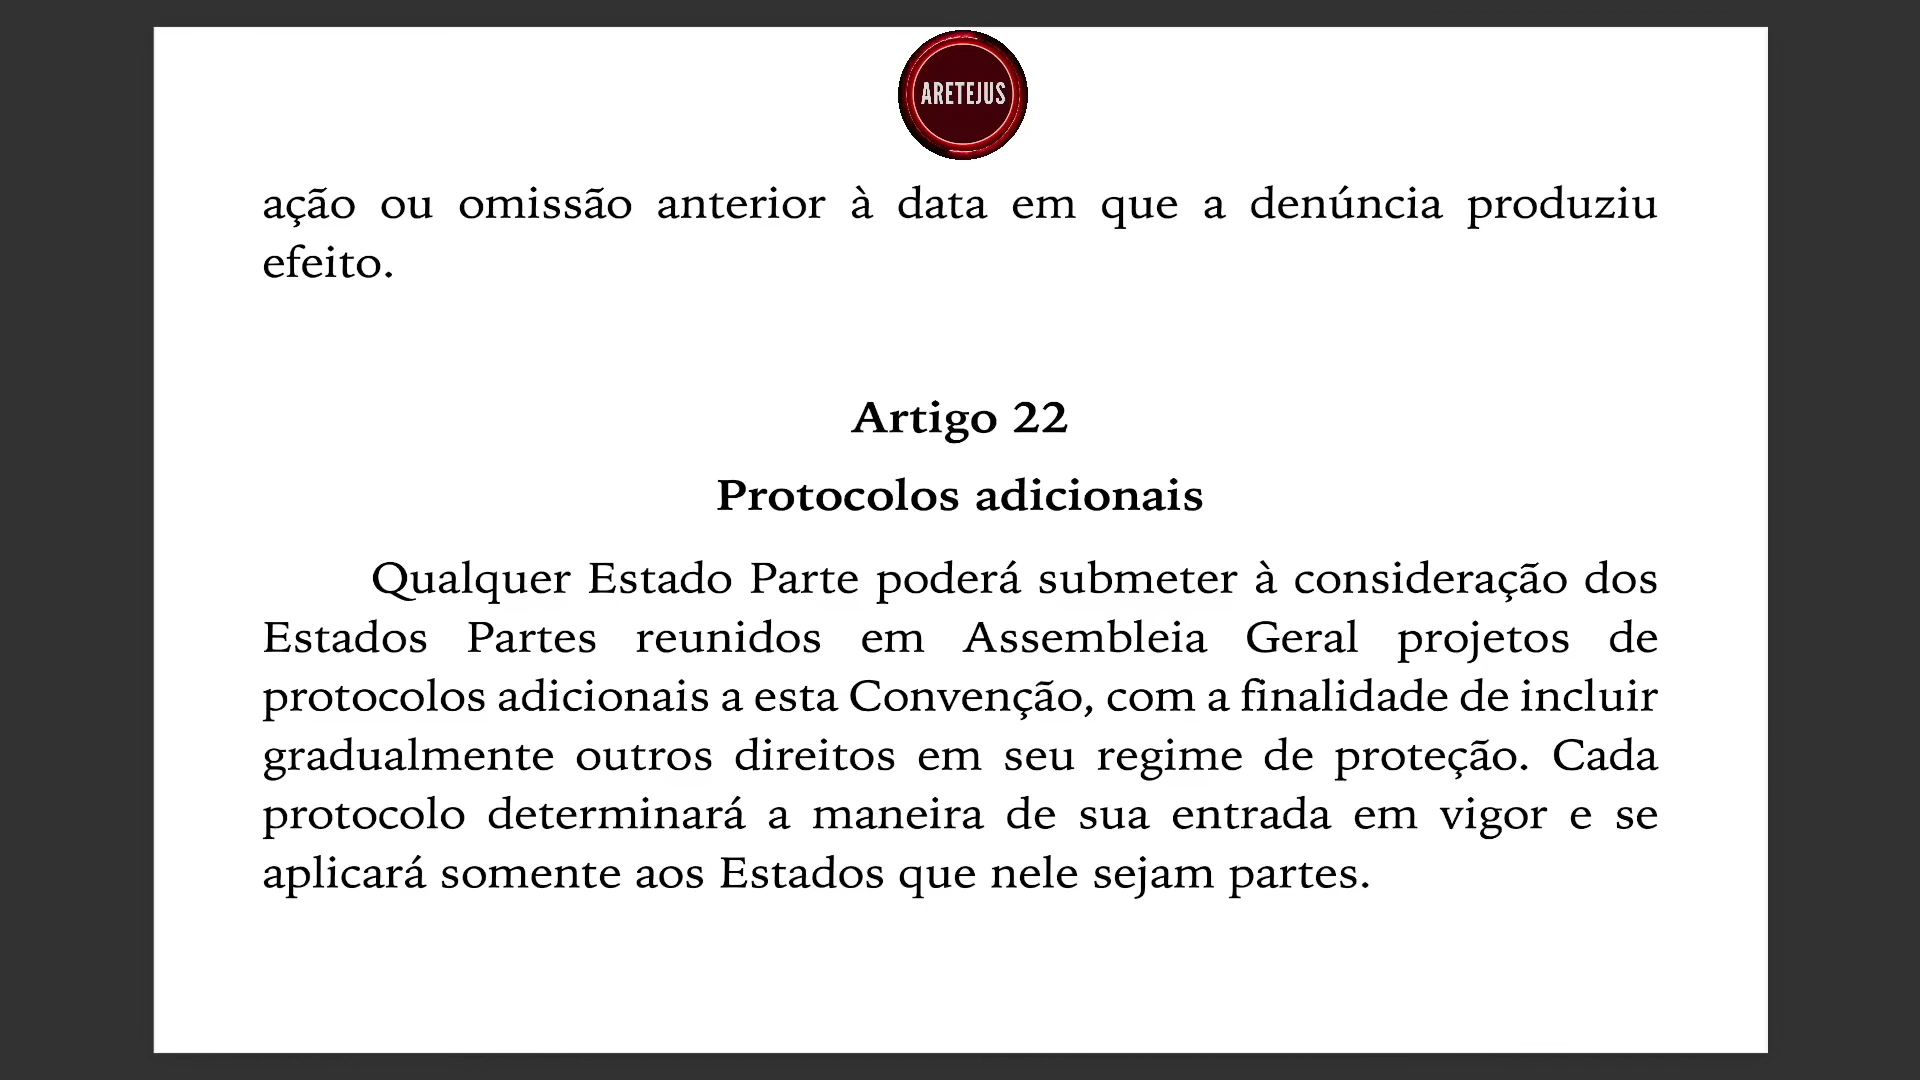 ARETEJUS
ação ou omissão anterior à data em que a denúncia produziu
efeito.
Artigo 22
Protocolos adicionais
Qualquer Estado Parte poderá submeter à consideração dos
Estados Partes reunidos em Assembleia Geral projetos de
protocolos adicionais a esta Convenção, com a finalidade de incluir
gradualmente outros direitos em seu regime de proteção. Cada
protocolo determinará a maneira de sua entrada em vigor e se
aplicará somente aos Estados que nele sejam partes.